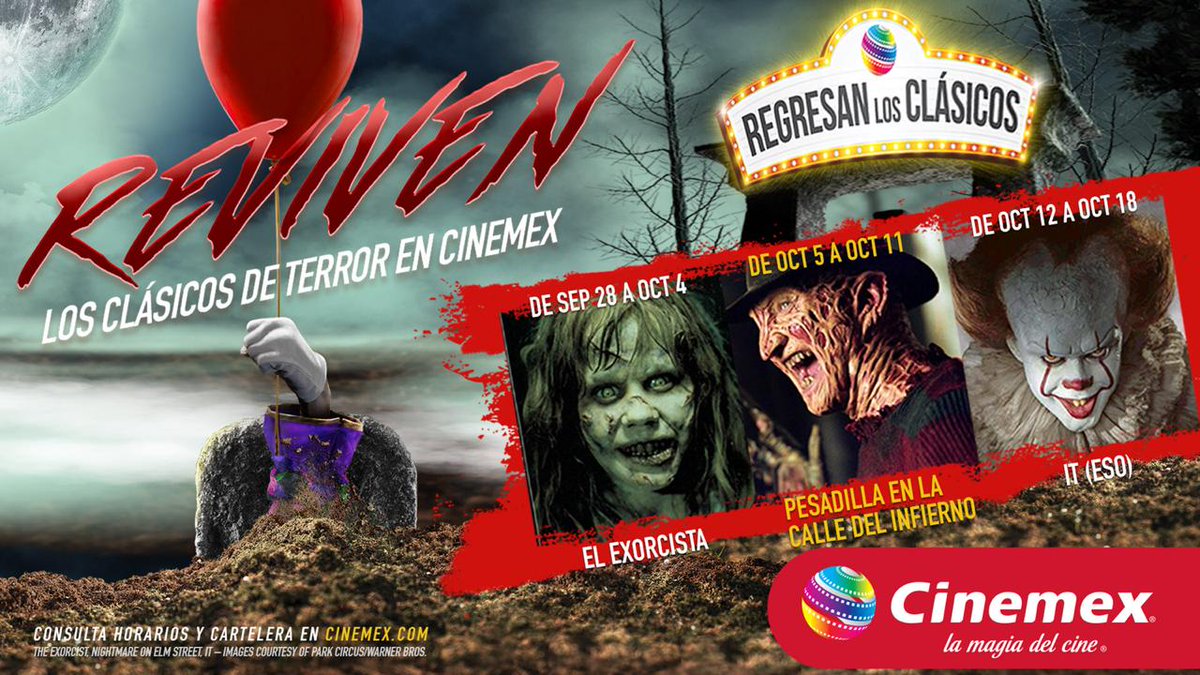 REVIVEN
LOS CLÁSICOS DE TERROR EN CINEMEX
REGRESAN LOS CLÁSICOS
DE SEP 28 A OCT 4
EL EXORCISTA
DE OCT 5 A OCT 11
PESADILLA EN LA
CALLE DEL INFIERNO
DE OCT 12 A OCT 18
IT (ESO)
CONSULTA HORARIOS Y CARTELERA EN CINEMEX.COM
THE EXORCIST, NIGHTMARE ON ELM STREET, IT – IMAGES COURTESY OF PARK CIRCUS/WARNER BROS.
Cinemex®
la magia del cine®